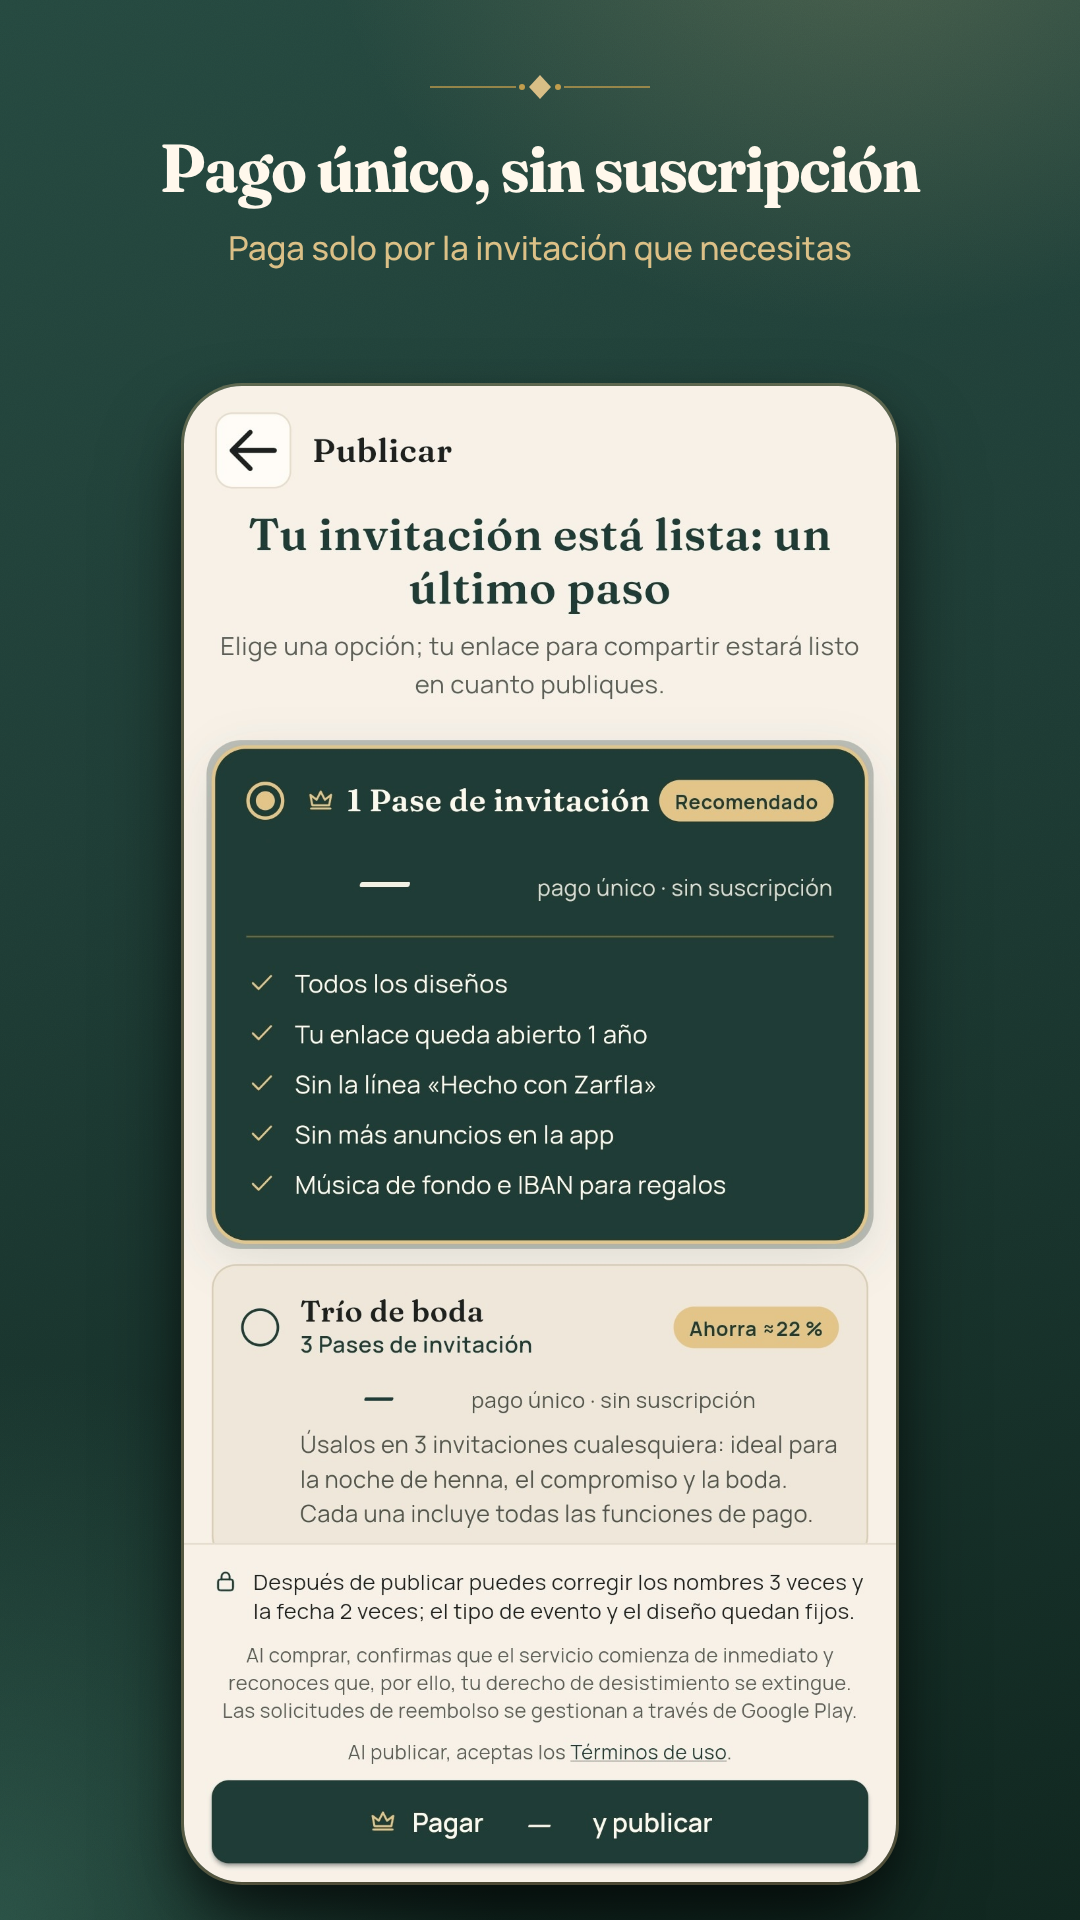 Pago único, sin suscripción
Paga solo por la invitación que necesitas
Publicar
Tu invitación está lista: un
último paso
Elige una opción; tu enlace para compartir estará listo
en cuanto publiques.
1 Pase de invitación Recomendado
— pago único · sin suscripción
Todos los diseños
Tu enlace queda abierto 1 año
Sin la línea «Hecho con Zarfla»
Sin más anuncios en la app
Música de fondo e IBAN para regalos
Trío de boda
3 Pases de invitación
Ahorra ≈22 %
— pago único · sin suscripción
Úsalos en 3 invitaciones cualesquiera: ideal para
la noche de henna, el compromiso y la boda.
Cada una incluye todas las funciones de pago.
Después de publicar puedes corregir los nombres 3 veces y
la fecha 2 veces; el tipo de evento y el diseño quedan fijos.
Al comprar, confirmas que el servicio comienza de inmediato y
reconoces que, por ello, tu derecho de desistimiento se extingue.
Las solicitudes de reembolso se gestionan a través de Google Play.
Al publicar, aceptas los Términos de uso.
Pagar — y publicar